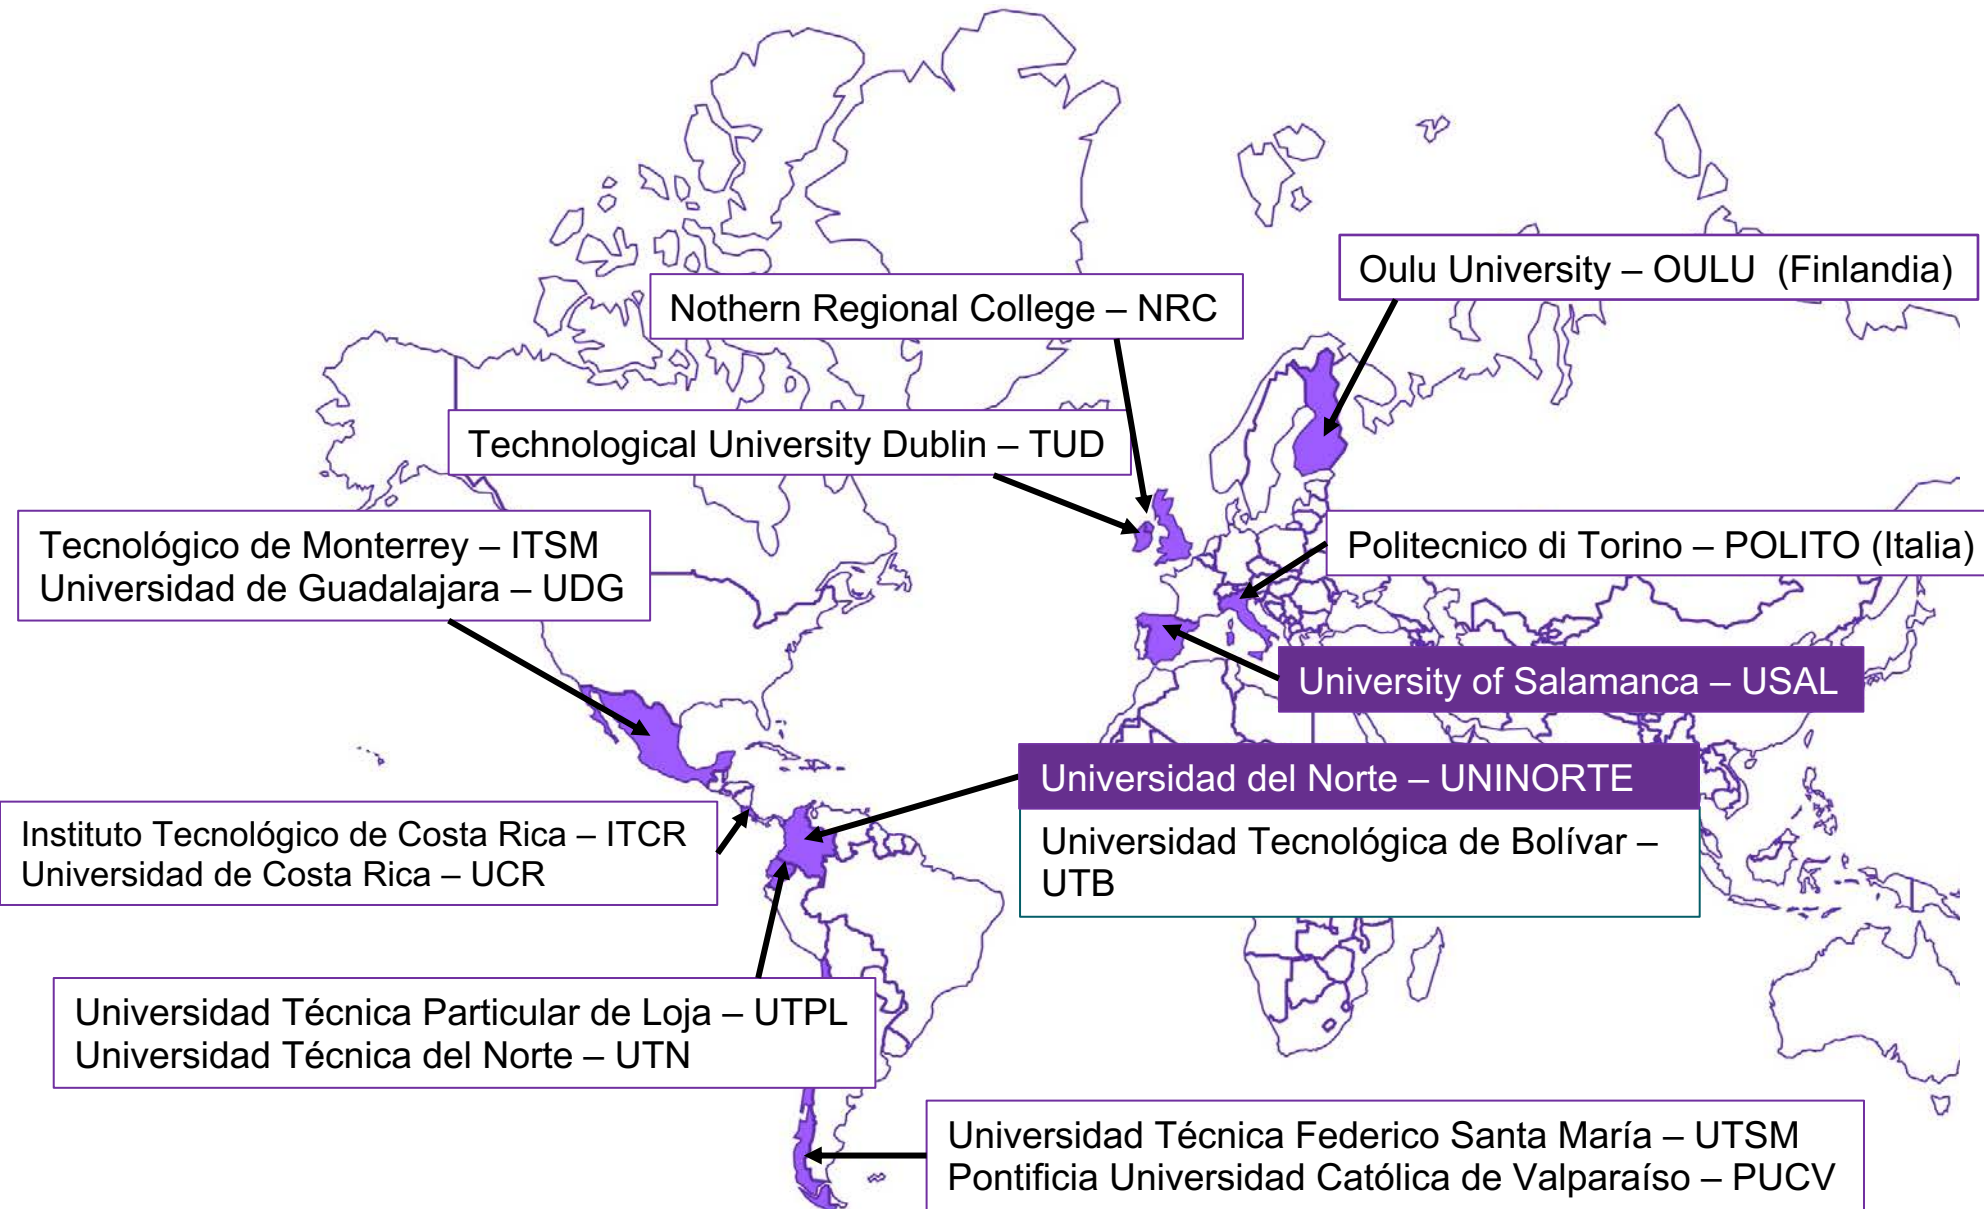 Oulu University – OULU (Finlandia)
Nothern Regional College – NRC
Technological University Dublin – TUD
Tecnológico de Monterrey – ITSM
Universidad de Guadalajara – UDG
Politecnico di Torino – POLITO (Italia)
University of Salamanca – USAL
Universidad del Norte – UNINORTE
Universidad Tecnológica de Bolívar –
UTB
Instituto Tecnológico de Costa Rica – ITCR
Universidad de Costa Rica – UCR
Universidad Técnica Particular de Loja – UTPL
Universidad Técnica del Norte – UTN
Universidad Técnica Federico Santa María – UTSM
Pontificia Universidad Católica de Valparaíso – PUCV